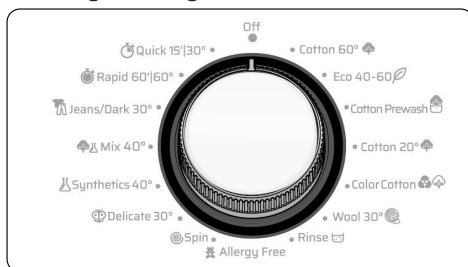 Off
Quick 15'|30°
Cotton 60°
Rapid 60'|60°
Eco 40-60
Jeans/Dark 30°
Cotton Prewash
Mix 40°
Cotton 20°
Synthetics 40°
Color Cotton
Delicate 30°
Wool 30°
Spin
Rinse
Allergy Free